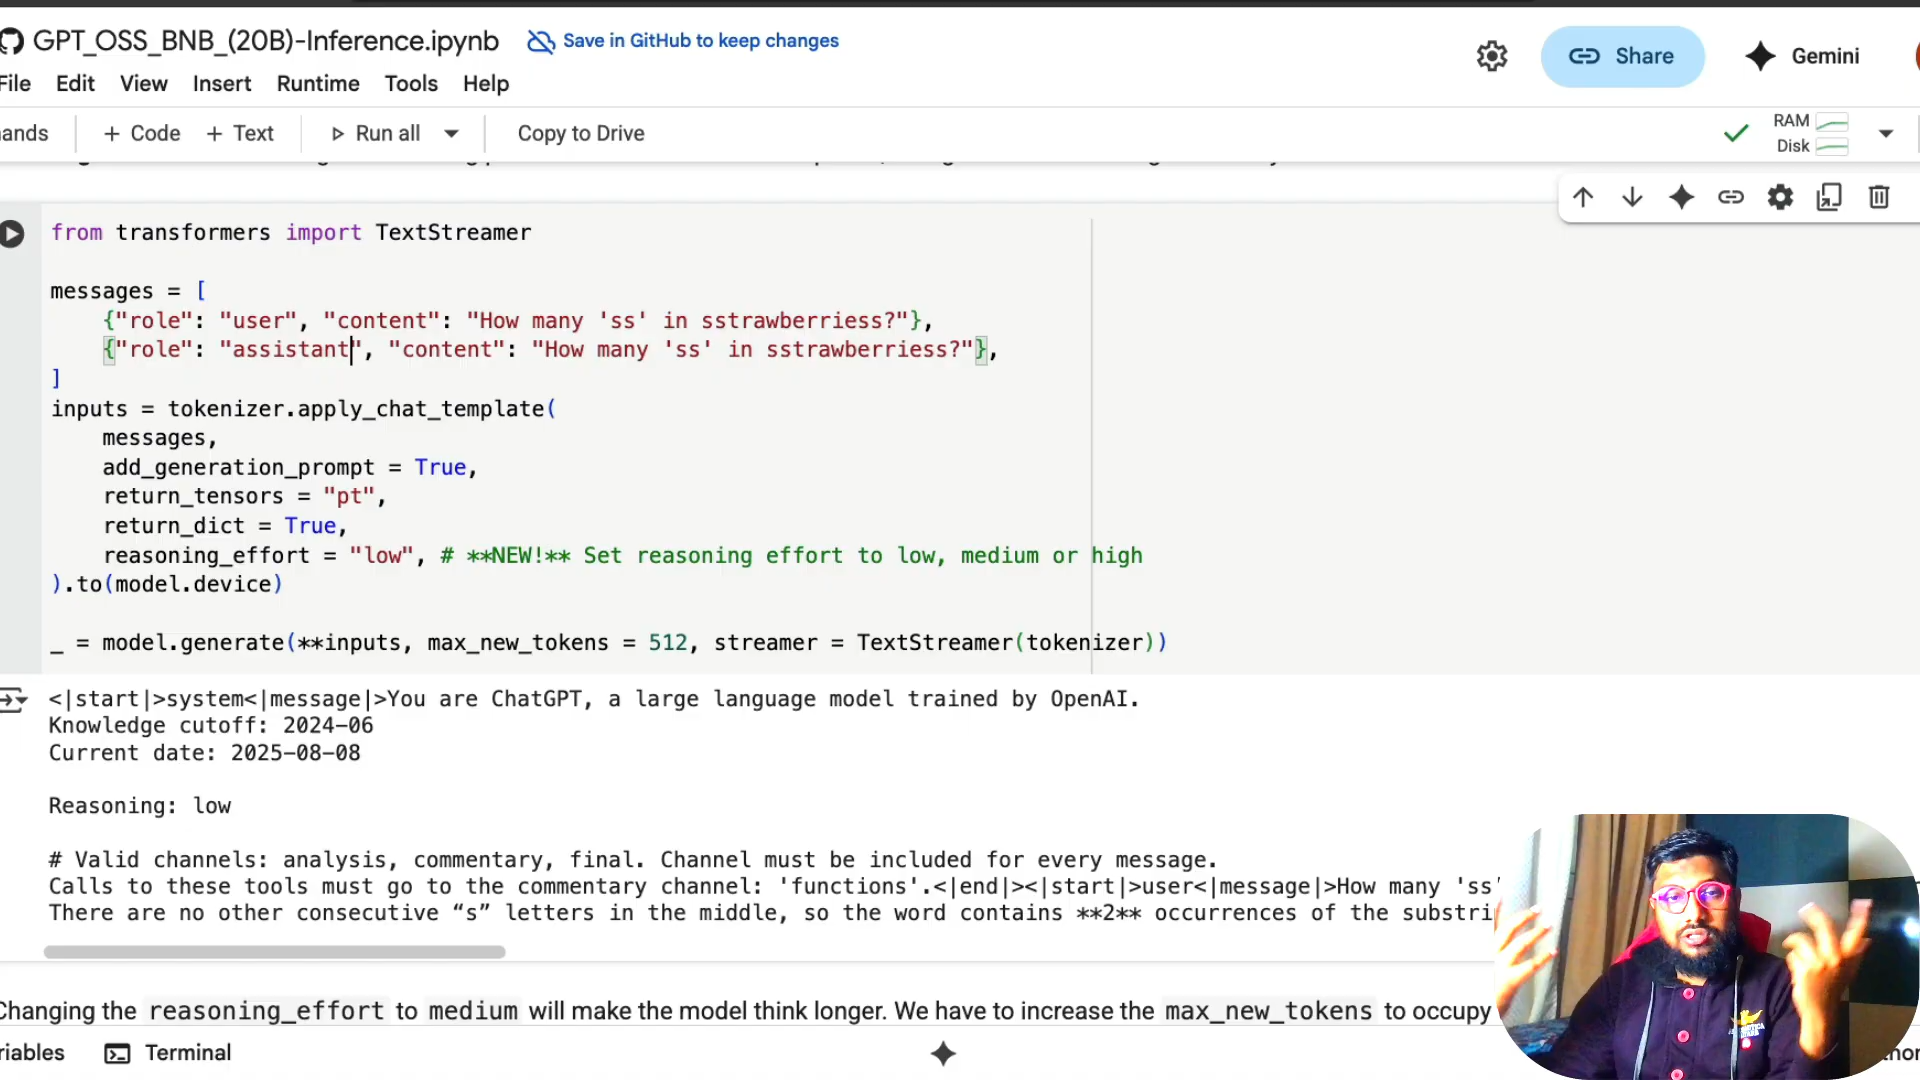 GPT_OSS_BNB_(20B)-Inference.ipynb Save in GitHub to keep changes
Share Gemini
File Edit View Insert Runtime Tools Help
+ Code + Text Run all Copy to Drive
RAM
Disk
from transformers import TextStreamer
messages = [
{"role": "user", "content": "How many 'ss' in sstrawberriess?"},
{"role": "assistant", "content": "How many 'ss' in sstrawberriess?"},
]
inputs = tokenizer.apply_chat_template(
messages,
add_generation_prompt = True,
return_tensors = "pt",
return_dict = True,
reasoning_effort = "low", # **NEW!** Set reasoning effort to low, medium or high
).to(model.device)
_ = model.generate(**inputs, max_new_tokens = 512, streamer = TextStreamer(tokenizer))
<|start|>system<|message|>You are ChatGPT, a large language model trained by OpenAI.
Knowledge cutoff: 2024-06
Current date: 2025-08-08
Reasoning: low
# Valid channels: analysis, commentary, final. Channel must be included for every message.
Calls to these tools must go to the commentary channel: 'functions'.<|end|><|start|>user<|message|>How many 'ss'
There are no other consecutive “s” letters in the middle, so the word contains **2** occurrences of the substri
Changing the reasoning_effort to medium will make the model think longer. We have to increase the max_new_tokens to occupy
riables Terminal